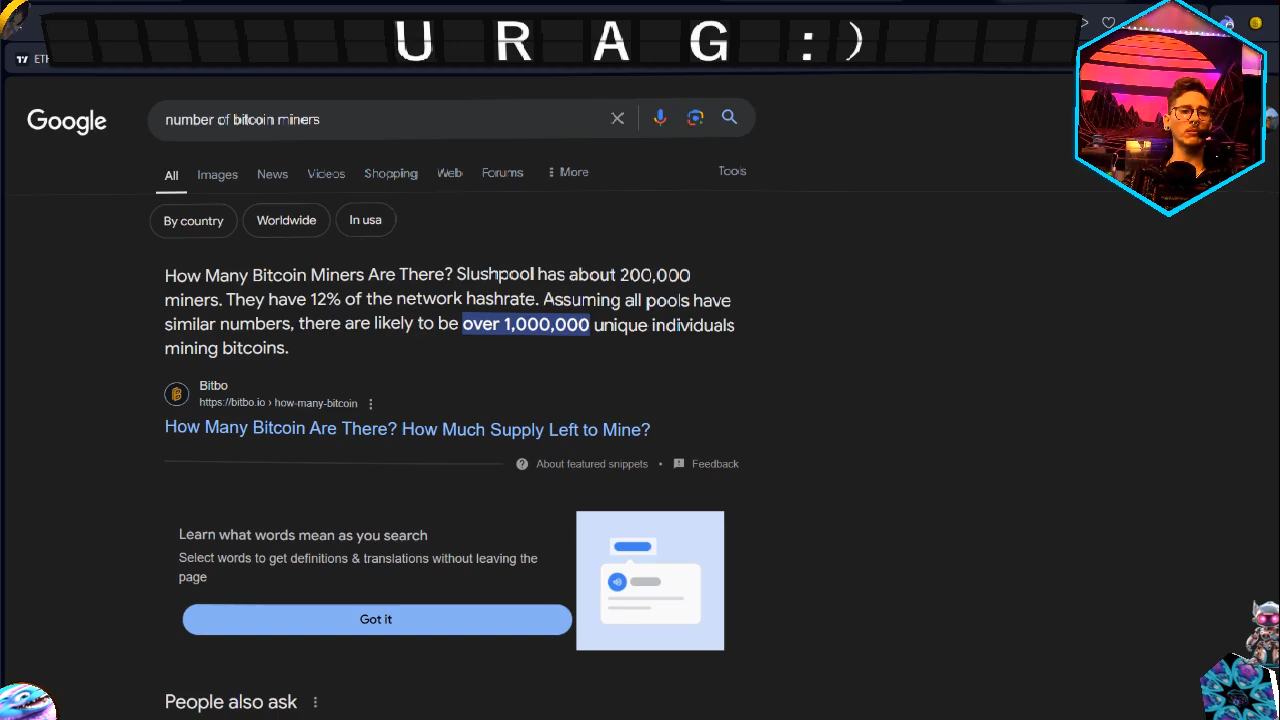 U R A G : )
ETH
Google
number of bitcoin miners
All
Images
News
Videos
Shopping
Web
Forums
More
Tools
By country
Worldwide
In usa
How Many Bitcoin Miners Are There? Slushpool has about 200,000
miners. They have 12% of the network hashrate. Assuming all pools have
similar numbers, there are likely to be over 1,000,000 unique individuals
mining bitcoins.
Bitbo
https://bitbo.io › how-many-bitcoin
How Many Bitcoin Are There? How Much Supply Left to Mine?
About featured snippets • Feedback
Learn what words mean as you search
Select words to get definitions & translations without leaving the
page
Got it
People also ask